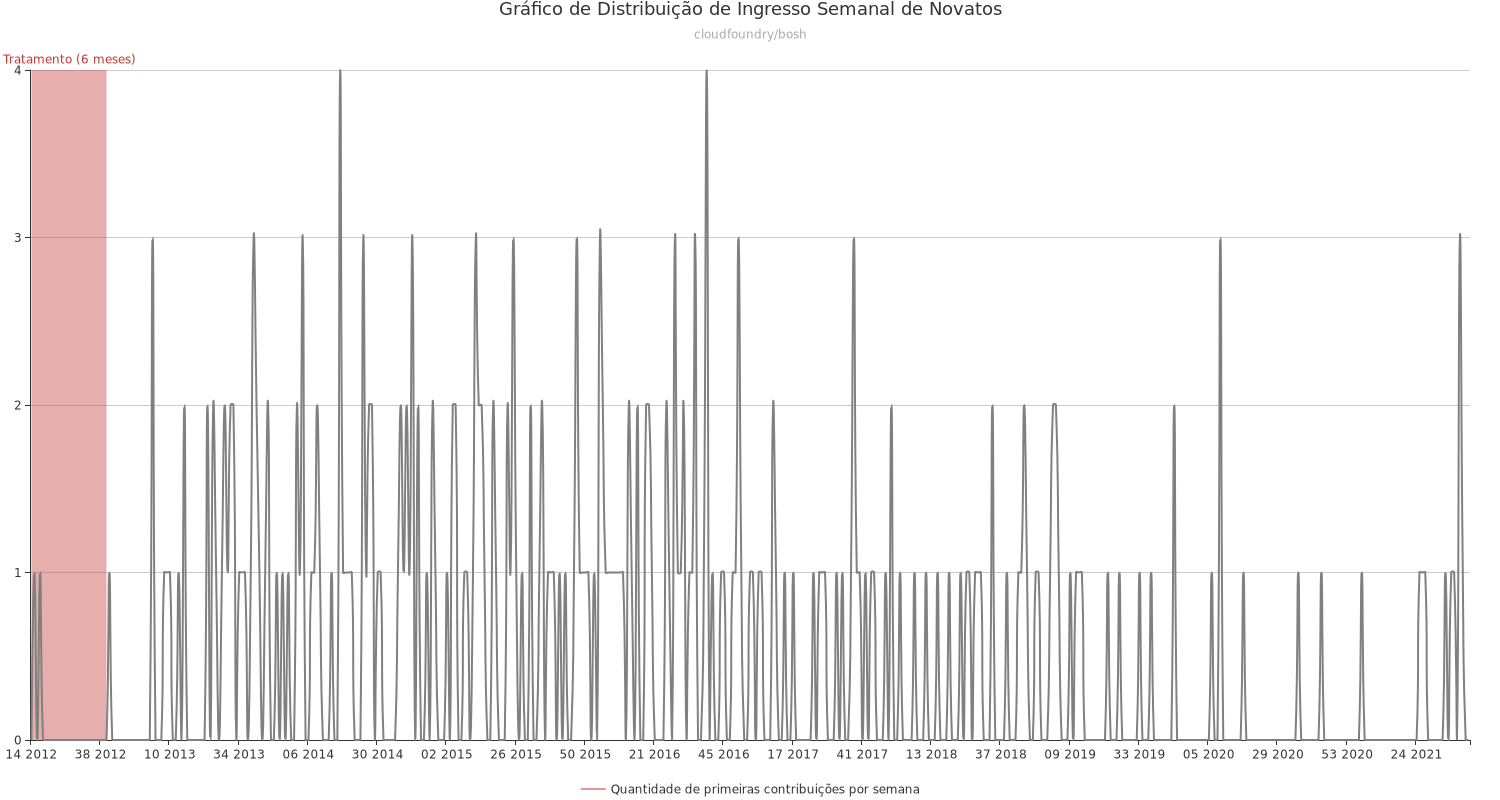 Gráfico de Distribuição de Ingresso Semanal de Novatos
cloudfoundry/bosh
Tratamento (6 meses)
4
3
2
1
0
14 2012 38 2012 10 2013 34 2013 06 2014 30 2014 02 2015 26 2015 50 2015 21 2016 45 2016 17 2017 41 2017 13 2018 37 2018 09 2019 33 2019 05 2020 29 2020 53 2020 24 2021
Quantidade de primeiras contribuições por semana